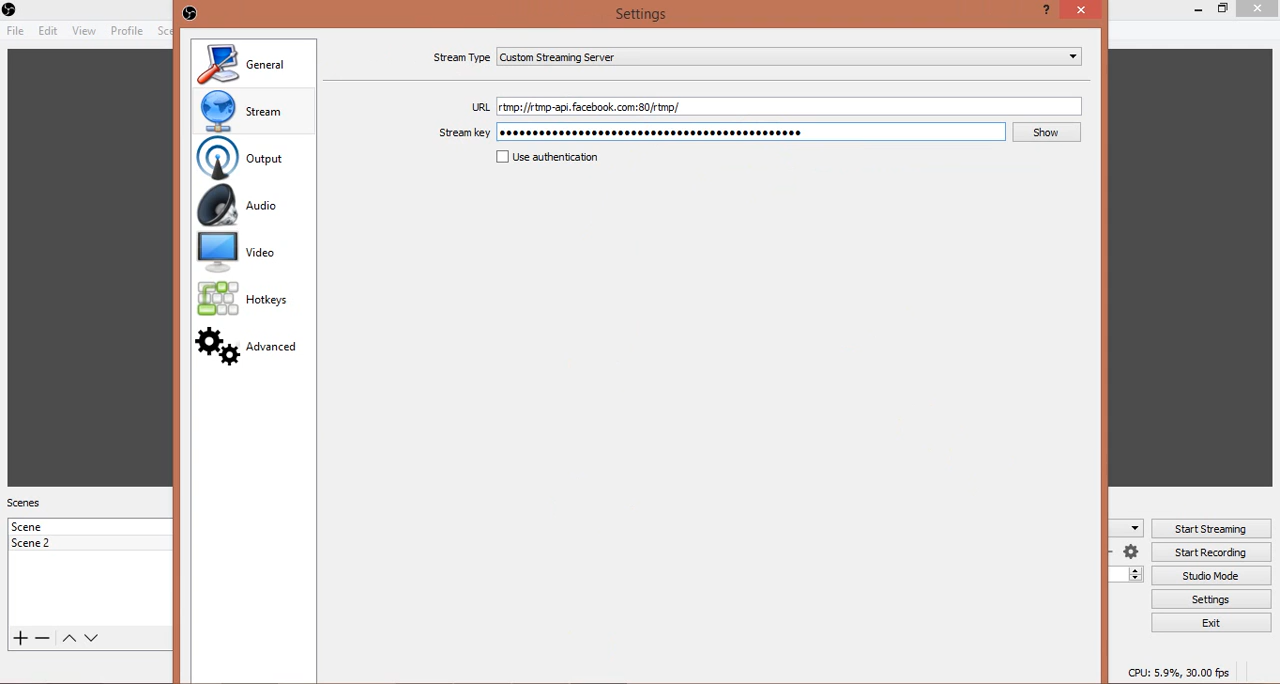 Settings
?
File Edit View Profile Sce
General
Stream
Output
Audio
Video
Hotkeys
Advanced
Stream Type Custom Streaming Server
URL rtmp://rtmp-api.facebook.com:80/rtmp/
Stream key ●●●●●●●●●●●●●●●●●●●●●●●●●●●●●●●●●●●●●●●●●●●●●● Show
Use authentication
Scenes
Scene
Scene 2
Start Streaming
Start Recording
Studio Mode
Settings
Exit
CPU: 5.9%, 30.00 fps